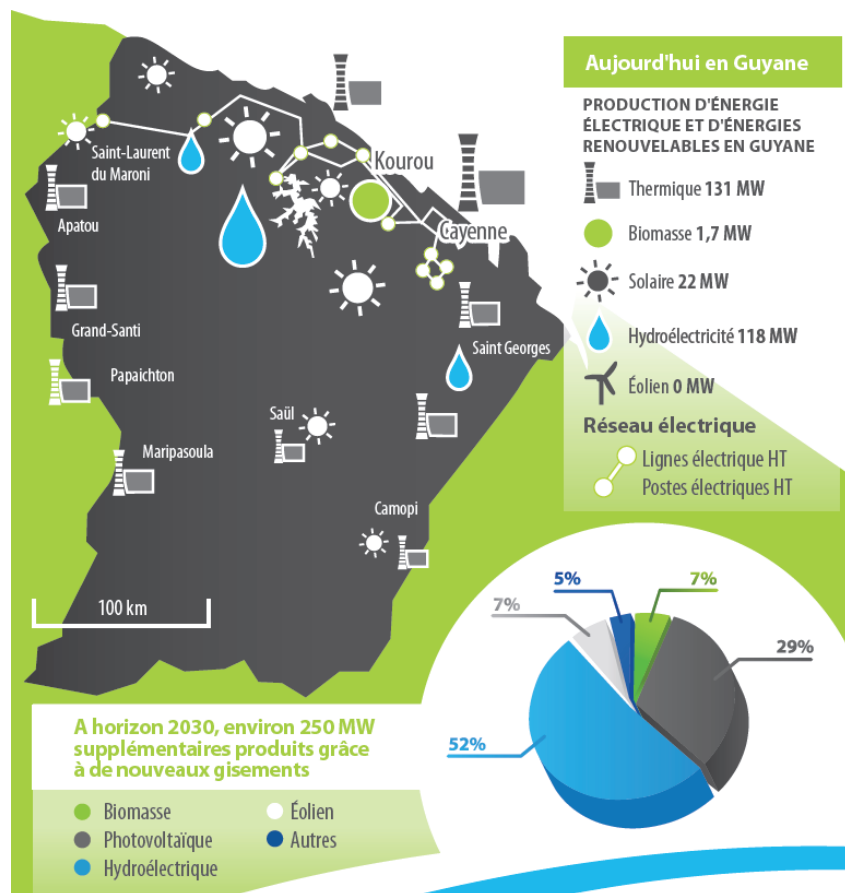 Aujourd'hui en Guyane
PRODUCTION D'ÉNERGIE
ÉLECTRIQUE ET D'ÉNERGIES
RENOUVELABLES EN GUYANE
Thermique 131 MW
Biomasse 1,7 MW
Solaire 22 MW
Hydroélectricité 118 MW
Éolien 0 MW
Réseau électrique
Lignes électrique HT
Postes électriques HT
Saint-Laurent
du Maroni
Kourou
Apatou
Cayenne
Grand-Santi
Saint Georges
Papaichton
Saül
Maripasoula
Camopi
100 km
5%
7%
7%
29%
52%
A horizon 2030, environ 250 MW
supplémentaires produits grâce
à de nouveaux gisements
Biomasse
Photovoltaïque
Hydroélectrique
Éolien
Autres